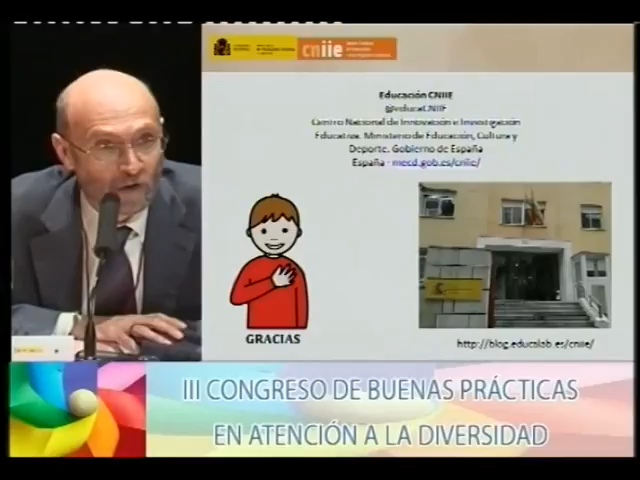 cniie
Educación CNIIE
@educaCNIIE
Centro Nacional de Innovación e Investigación
Educativa. Ministerio de Educación, Cultura y
Deporte. Gobierno de España
España - mecd.gob.es/cniie/
GRACIAS
http://blog.educalab.es/cniie/
III CONGRESO DE BUENAS PRÁCTICAS
EN ATENCIÓN A LA DIVERSIDAD